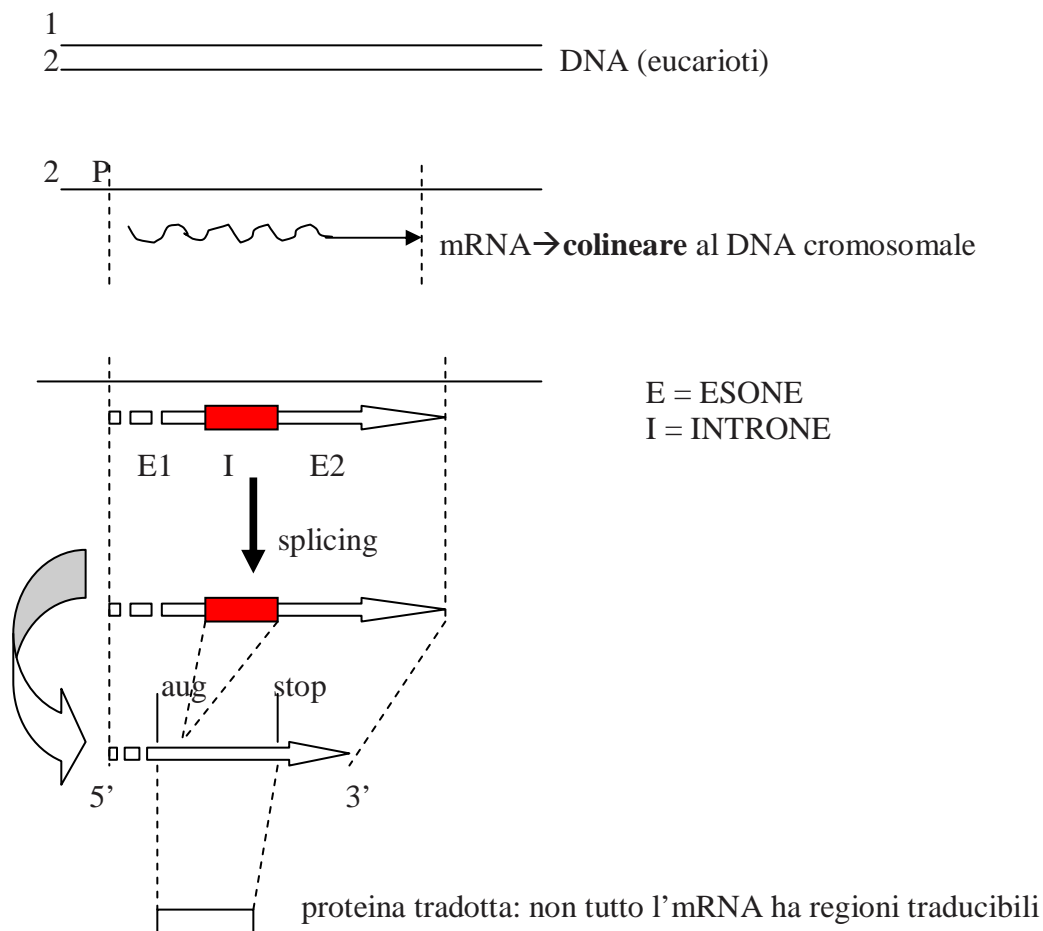 1
2 DNA (eucarioti)
2 P
mRNA→colineare al DNA cromosomale
E = ESONE
I = INTRONE
E1 I E2
splicing
aug stop
5’ 3’
proteina tradotta: non tutto l’mRNA ha regioni traducibili